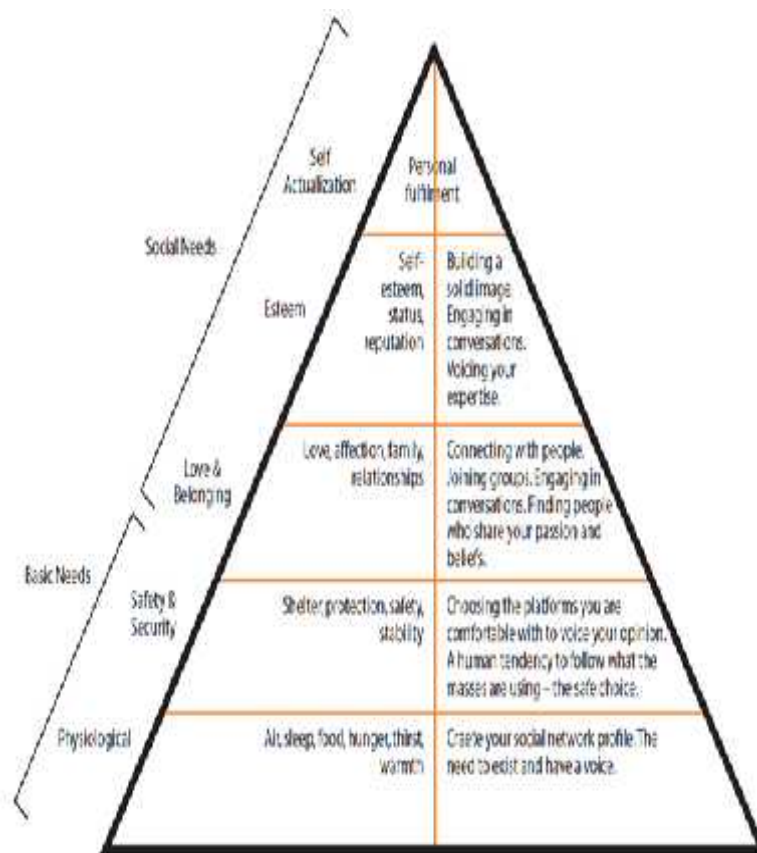 Self
Actualization
Personal
fulfilment
Social Needs
Esteem
Self-
esteem,
status,
reputation
Building a
solid image.
Engaging in
conversations.
Voicing your
expertise.
Love &
Belonging
Love, affection, family,
relationships
Connecting with people.
Joining groups. Engaging in
conversations. Finding people
who share your passion and
beliefs.
Basic Needs
Safety &
Security
Shelter, protection, safety,
stability
Choosing the platforms you are
comfortable with to voice your opinion.
A human tendency to follow what the
masses are using – the safe choice.
Physiological
Air, sleep, food, hunger, thirst,
warmth
Craete your social network profile. The
need to exist and have a voice.